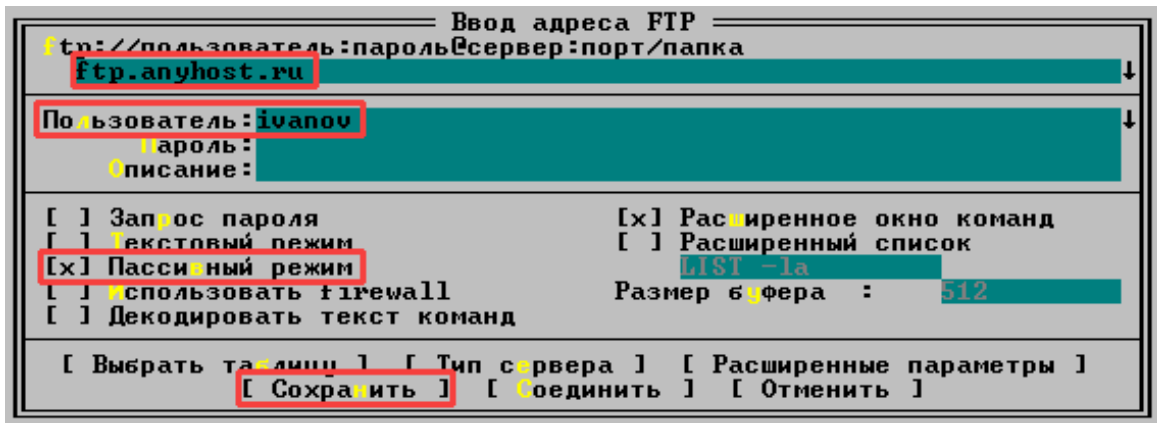 Ввод адреса FTP
ftp://пользователь:пароль@сервер:порт/папка
ftp.anyhost.ru ↓
Пользователь:ivanov ↓
Пароль:
Описание:
[ ] Запрос пароля [x] Расширенное окно команд
[ ] Текстовый режим [ ] Расширенный список
[x] Пассивный режим LIST -la
[ ] Использовать firewall Размер буфера : 512
[ ] Декодировать текст команд
[ Выбрать таблицу ] [ Тип сервера ] [ Расширенные параметры ]
[ Сохранить ] [ Соединить ] [ Отменить ]